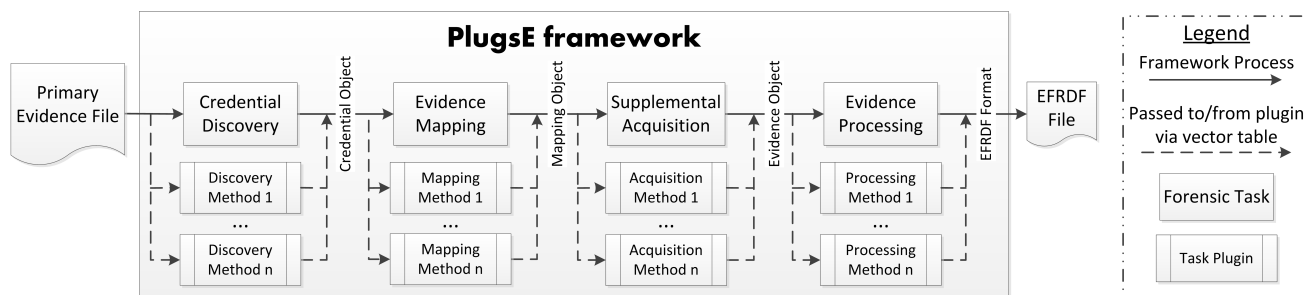 PlugsE framework
Primary
Evidence File
Credential
Discovery
Credential Object
Evidence
Mapping
Mapping Object
Supplemental
Acquisition
Evidence Object
Evidence
Processing
EFRDF Format
EFRDF
File
Discovery
Method 1
...
Discovery
Method n
Mapping
Method 1
...
Mapping
Method n
Acquisition
Method 1
...
Acquisition
Method n
Processing
Method 1
...
Processing
Method n
Legend
Framework Process
Passed to/from plugin
via vector table
Forensic Task
Task Plugin